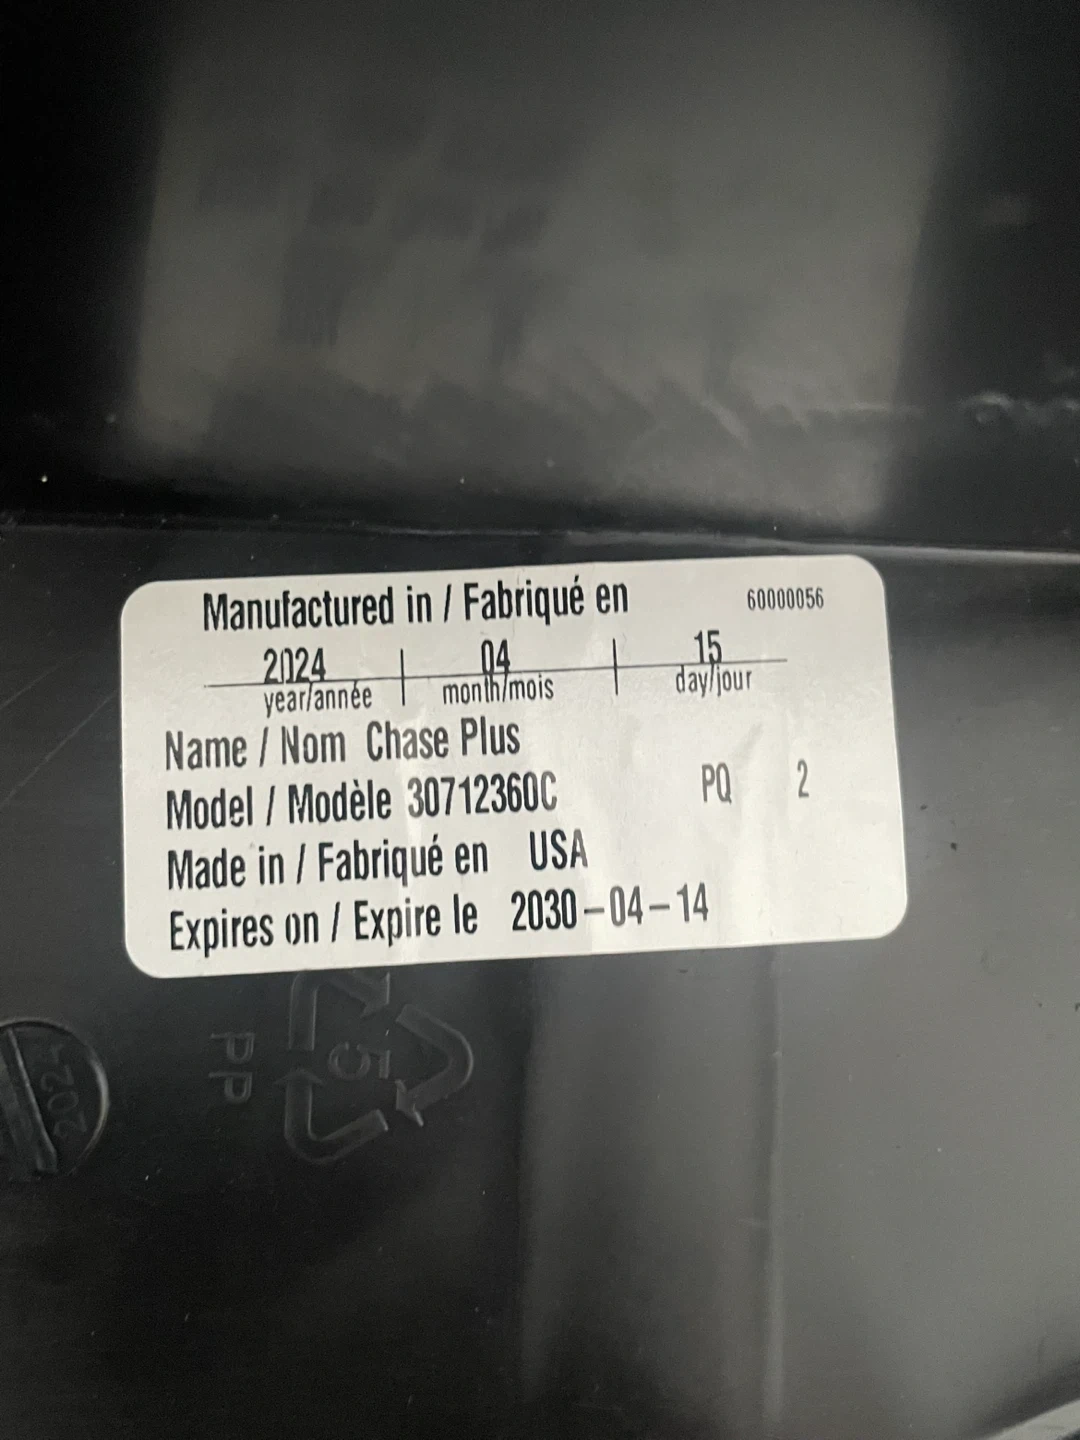 Manufactured in / Fabriqué en 60000056
2024 | 04 | 15
year/année month/mois day/jour
Name / Nom Chase Plus
Model / Modèle 30712360C PQ 2
Made in / Fabriqué en USA
Expires on / Expire le 2030-04-14
5
PP